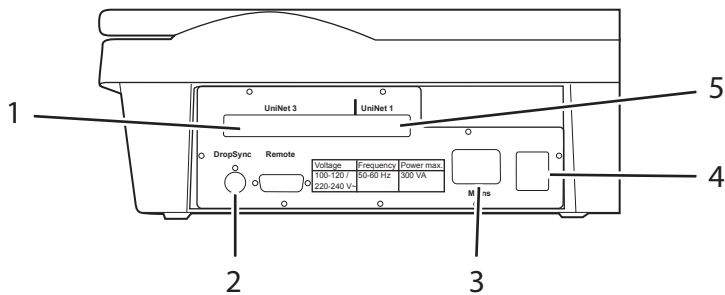 1
UniNet 3 UniNet 1
5
DropSync Remote
Voltage Frequency Power max.
100-120 / 50-60 Hz 300 VA
220-240 V~
Mains
4
2
3